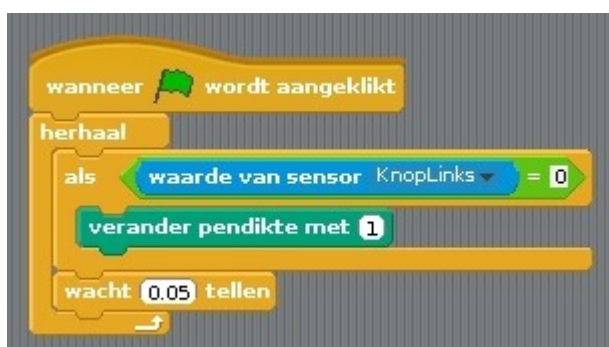 wanneer wordt aangeklikt
herhaal
als waarde van sensor KnopLinks = 0
verander pendikte met 1
wacht 0.05 tellen